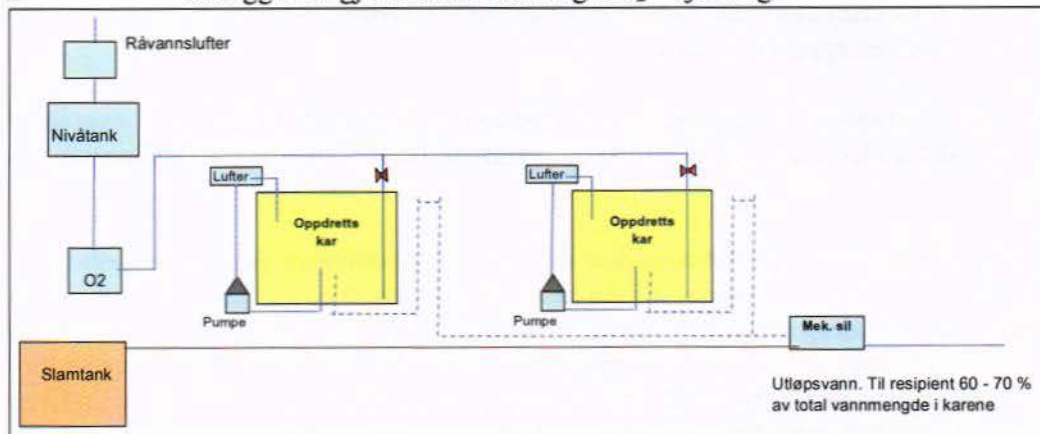 Råvannslufter
Nivåtank
O2
Lufter
Oppdretts
kar
Pumpe
Lufter
Oppdretts
kar
Pumpe
Mek. sil
Slamtank
Utløpsvann. Til resipient 60 - 70 %
av total vannmengde i karene